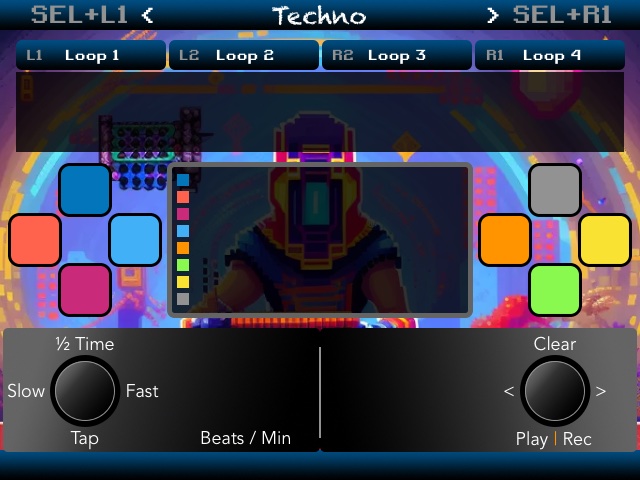 SEL+L1 < Techno > SEL+R1
L1 Loop 1 L2 Loop 2 R2 Loop 3 R1 Loop 4
½ Time
Slow Fast
Tap
Beats / Min
Clear
< >
Play | Rec